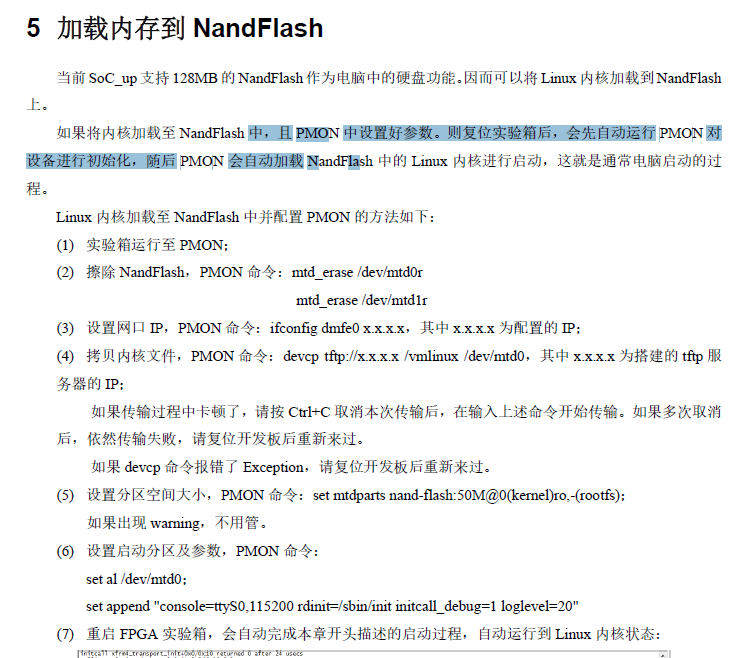 5 加载内存到 NandFlash
当前 SoC_up 支持 128MB 的 NandFlash 作为电脑中的硬盘功能。因而可以将 Linux 内核加载到 NandFlash
上。
如果将内核加载至 NandFlash 中，且 PMON 中设置好参数。则复位实验箱后，会先自动运行 PMON 对
设备进行初始化，随后 PMON 会自动加载 NandFlash 中的 Linux 内核进行启动，这就是通常电脑启动的过
程。
Linux 内核加载至 NandFlash 中并配置 PMON 的方法如下：
(1) 实验箱运行至 PMON；
(2) 擦除 NandFlash，PMON 命令：mtd_erase /dev/mtd0r
mtd_erase /dev/mtd1r
(3) 设置网口 IP，PMON 命令：ifconfig dmfe0 x.x.x.x，其中 x.x.x.x 为配置的 IP；
(4) 拷贝内核文件，PMON 命令：devcp tftp://x.x.x.x /vmlinux /dev/mtd0，其中 x.x.x.x 为搭建的 tftp 服
务器的 IP；
如果传输过程中卡顿了，请按 Ctrl+C 取消本次传输后，在输入上述命令开始传输。如果多次取消
后，依然传输失败，请复位开发板后重新来过。
如果 devcp 命令报错了 Exception，请复位开发板后重新来过。
(5) 设置分区空间大小，PMON 命令：set mtdparts nand-flash:50M@0(kernel)ro,-(rootfs)；
如果出现 warning，不用管。
(6) 设置启动分区及参数，PMON 命令：
set al /dev/mtd0；
set append "console=ttyS0,115200 rdinit=/sbin/init initcall_debug=1 loglevel=20"
(7) 重启 FPGA 实验箱，会自动完成本章开头描述的启动过程，自动运行到 Linux 内核状态：
initcall xfrm4_transport_init+0x0/0x10 returned 0 after 24 usecs